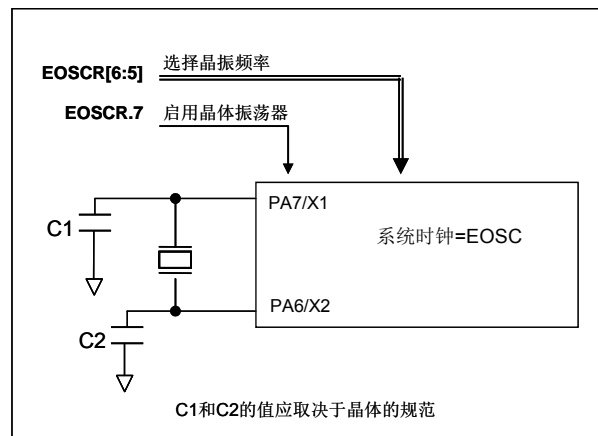 EOSCR[6:5] 选择晶振频率
EOSCR.7 启用晶体振荡器
PA7/X1
C1
系统时钟=EOSC
PA6/X2
C2
C1和C2的值应取决于晶体的规范